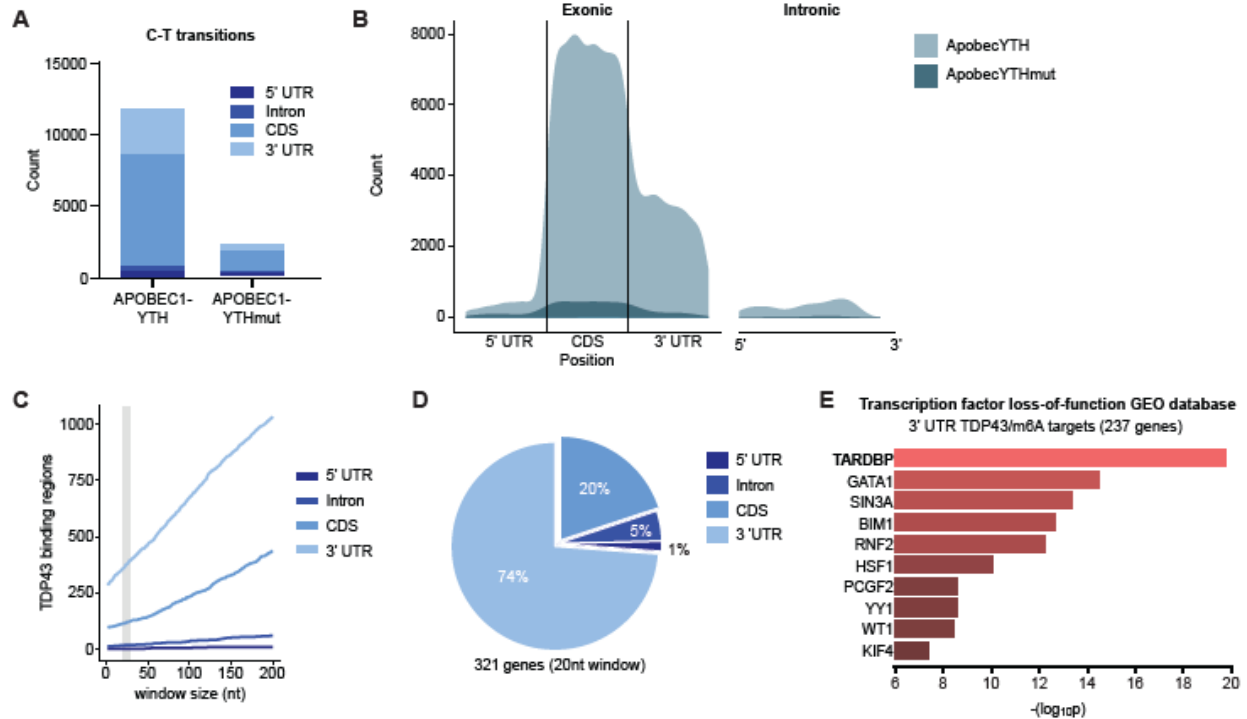 A
C-T transitions
15000
10000
5000
0
Count
5' UTR
Intron
CDS
3' UTR
APOBEC1-
YTH
APOBEC1-
YTHmut
B
Exonic
Intronic
8000
6000
4000
2000
0
Count
5' UTR
CDS
3' UTR
Position
5'
3'
ApobecYTH
ApobecYTHmut
C
1000
750
500
250
0
TDP43 binding regions
0
50
100
150
200
window size (nt)
5' UTR
Intron
CDS
3' UTR
D
20%
5%
1%
74%
321 genes (20nt window)
5' UTR
Intron
CDS
3 'UTR
E
Transcription factor loss-of-function GEO database
3' UTR TDP43/m6A targets (237 genes)
TARDBP
GATA1
SIN3A
BIM1
RNF2
HSF1
PCGF2
YY1
WT1
KIF4
6
8
10
12
14
16
18
20
-(log₁₀p)